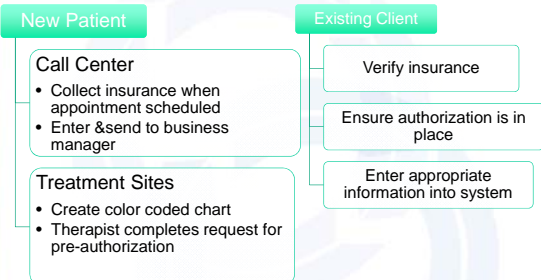 New Patient
Call Center
• Collect insurance when
appointment scheduled
• Enter &send to business
manager
Treatment Sites
• Create color coded chart
• Therapist completes request for
pre-authorization
Existing Client
Verify insurance
Ensure authorization is in
place
Enter appropriate
information into system